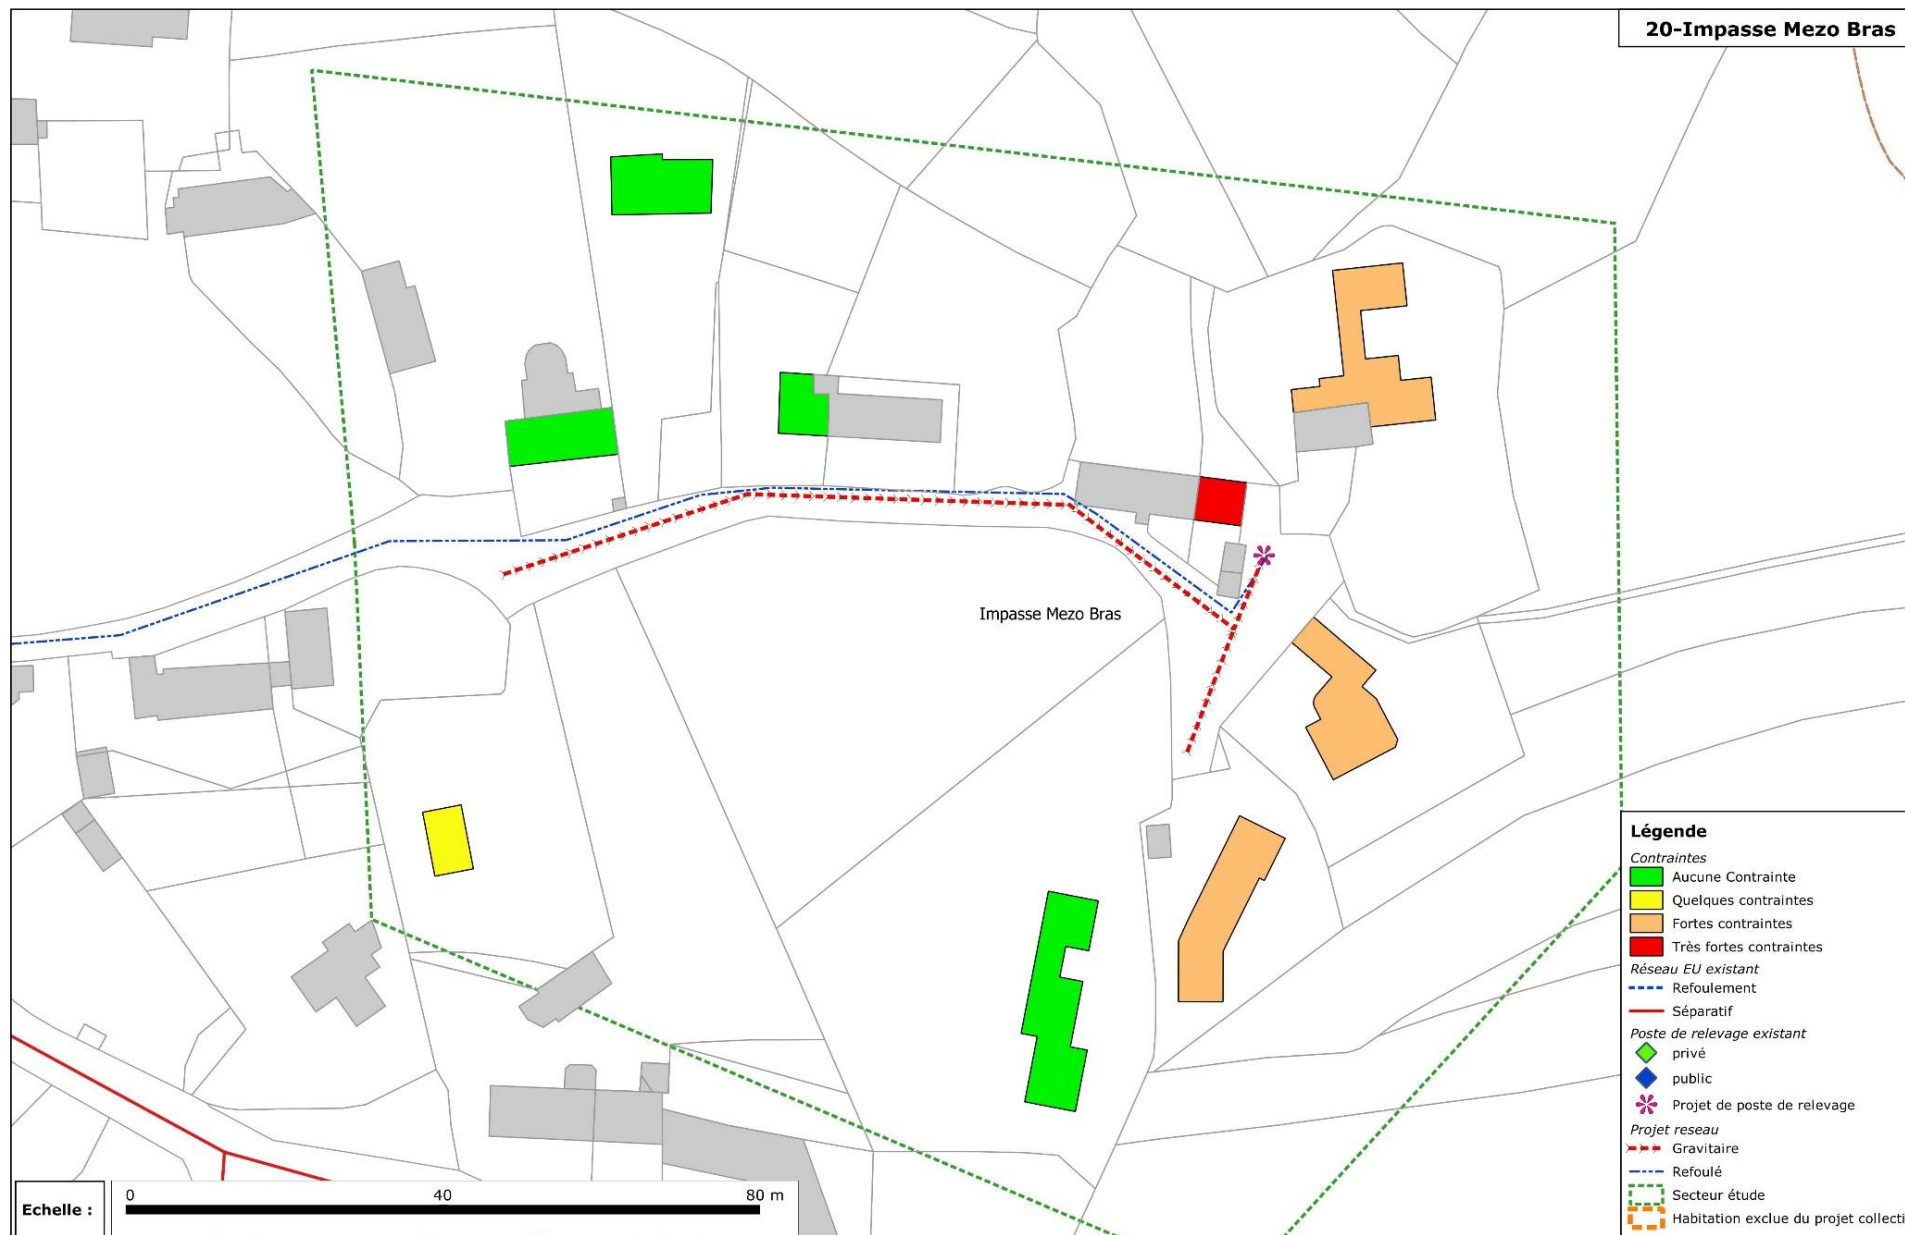 20-Impasse Mezo Bras
Impasse Mezo Bras
Légende
Contraintes
Aucune Contrainte
Quelques contraintes
Fortes contraintes
Très fortes contraintes
Réseau EU existant
Refoulement
Séparatif
Poste de relevage existant
privé
public
Projet de poste de relevage
Projet reseau
Gravitaire
Refoulé
Secteur étude
Habitation exclue du projet collecti
Echelle :
0 40 80 m